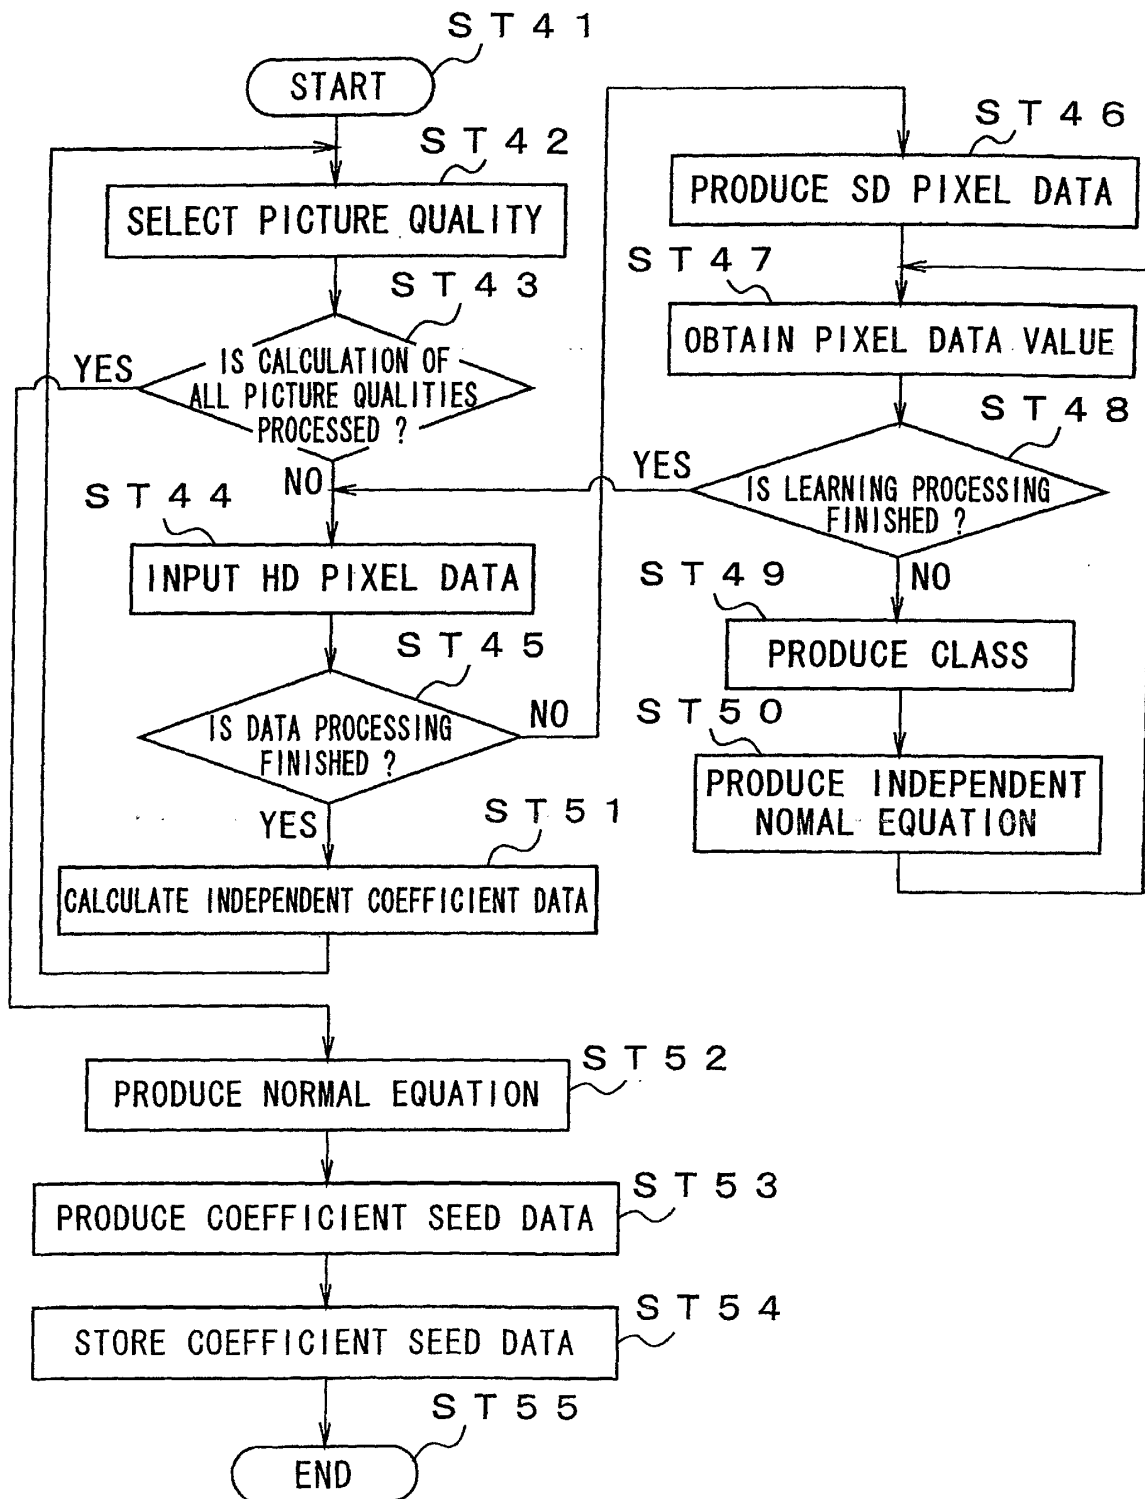 ST41
START
ST42
SELECT PICTURE QUALITY
ST43
YES
IS CALCULATION OF
ALL PICTURE QUALITIES
PROCESSED ?
NO
ST44
INPUT HD PIXEL DATA
ST45
IS DATA PROCESSING
FINISHED ?
NO
YES
ST51
CALCULATE INDEPENDENT COEFFICIENT DATA
ST46
PRODUCE SD PIXEL DATA
ST47
OBTAIN PIXEL DATA VALUE
ST48
YES
IS LEARNING PROCESSING
FINISHED ?
NO
ST49
PRODUCE CLASS
ST50
PRODUCE INDEPENDENT
NOMAL EQUATION
ST52
PRODUCE NORMAL EQUATION
ST53
PRODUCE COEFFICIENT SEED DATA
ST54
STORE COEFFICIENT SEED DATA
ST55
END